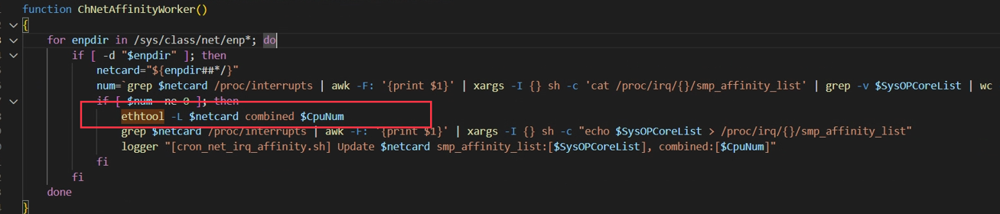 function ChNetAffinityWorker()
{
for enpdir in /sys/class/net/enp*; do
if [ -d "$enpdir" ]; then
netcard="${enpdir##*/}"
num=`grep $netcard /proc/interrupts | awk -F: '{print $1}' | xargs -I {} sh -c 'cat /proc/irq/{}/smp_affinity_list' | grep -v $SysOPCoreList | wc
if [ $num -ne 0 ]; then
ethtool -L $netcard combined $CpuNum
grep $netcard /proc/interrupts | awk -F: '{print $1}' | xargs -I {} sh -c "echo $SysOPCoreList > /proc/irq/{}/smp_affinity_list"
logger "[cron_net_irq_affinity.sh] Update $netcard smp_affinity_list:[$SysOPCoreList], combined:[$CpuNum]"
fi
fi
done
}